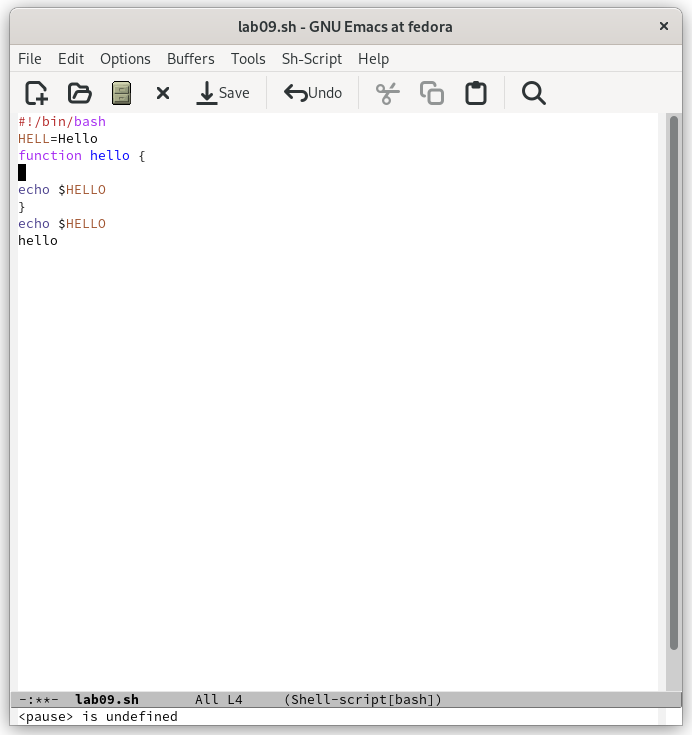 lab09.sh - GNU Emacs at fedora
File Edit Options Buffers Tools Sh-Script Help
Save Undo
#!/bin/bash
HELL=Hello
function hello {
echo $HELLO
}
echo $HELLO
hello
-:**- lab09.sh All L4 (Shell-script[bash])
<pause> is undefined